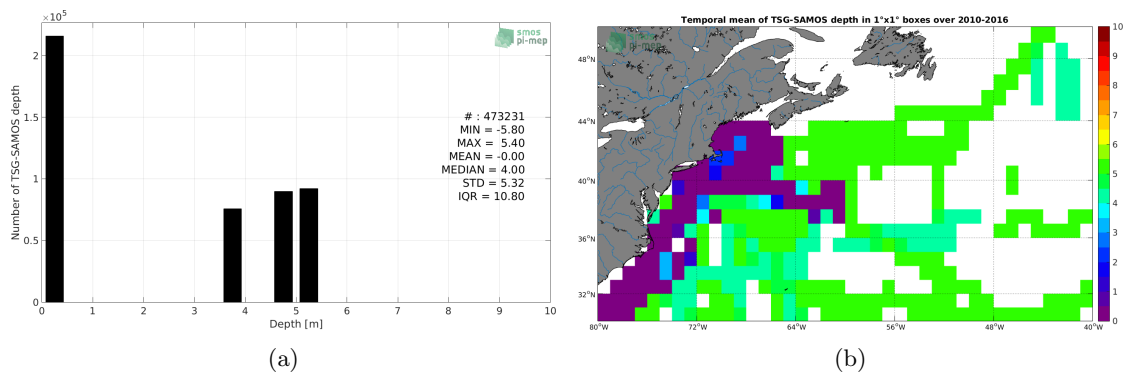 ×10^5
smos
pi-mep
2
1.5
1
0.5
0
Number of TSG-SAMOS depth
# : 473231
MIN = -5.80
MAX = 5.40
MEAN = -0.00
MEDIAN = 4.00
STD = 5.32
IQR = 10.80
0 1 2 3 4 5 6 7 8 9 10
Depth [m]
(a)
Temporal mean of TSG-SAMOS depth in 1°x1° boxes over 2010-2016
smos
pi-mep
48°N
44°N
40°N
36°N
32°N
80°W 72°W 64°W 56°W 48°W 40°W
10
9
8
7
6
5
4
3
2
1
0
(b)